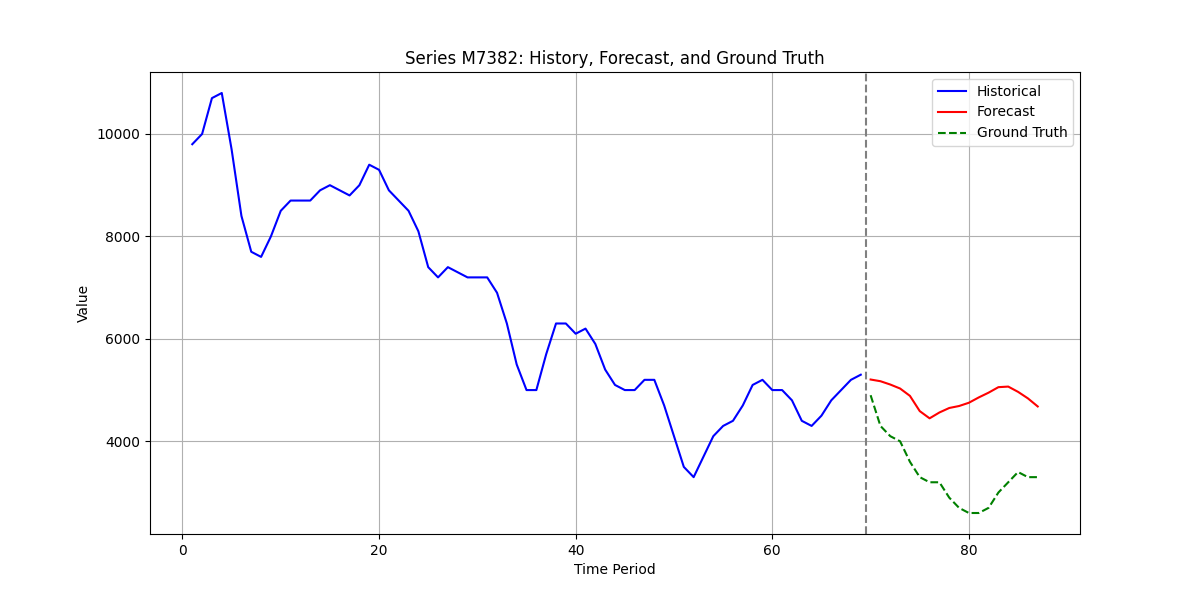 Series M7382: History, Forecast, and Ground Truth
Historical
Forecast
Ground Truth
Value
10000
8000
6000
4000
0
20
40
60
80
Time Period